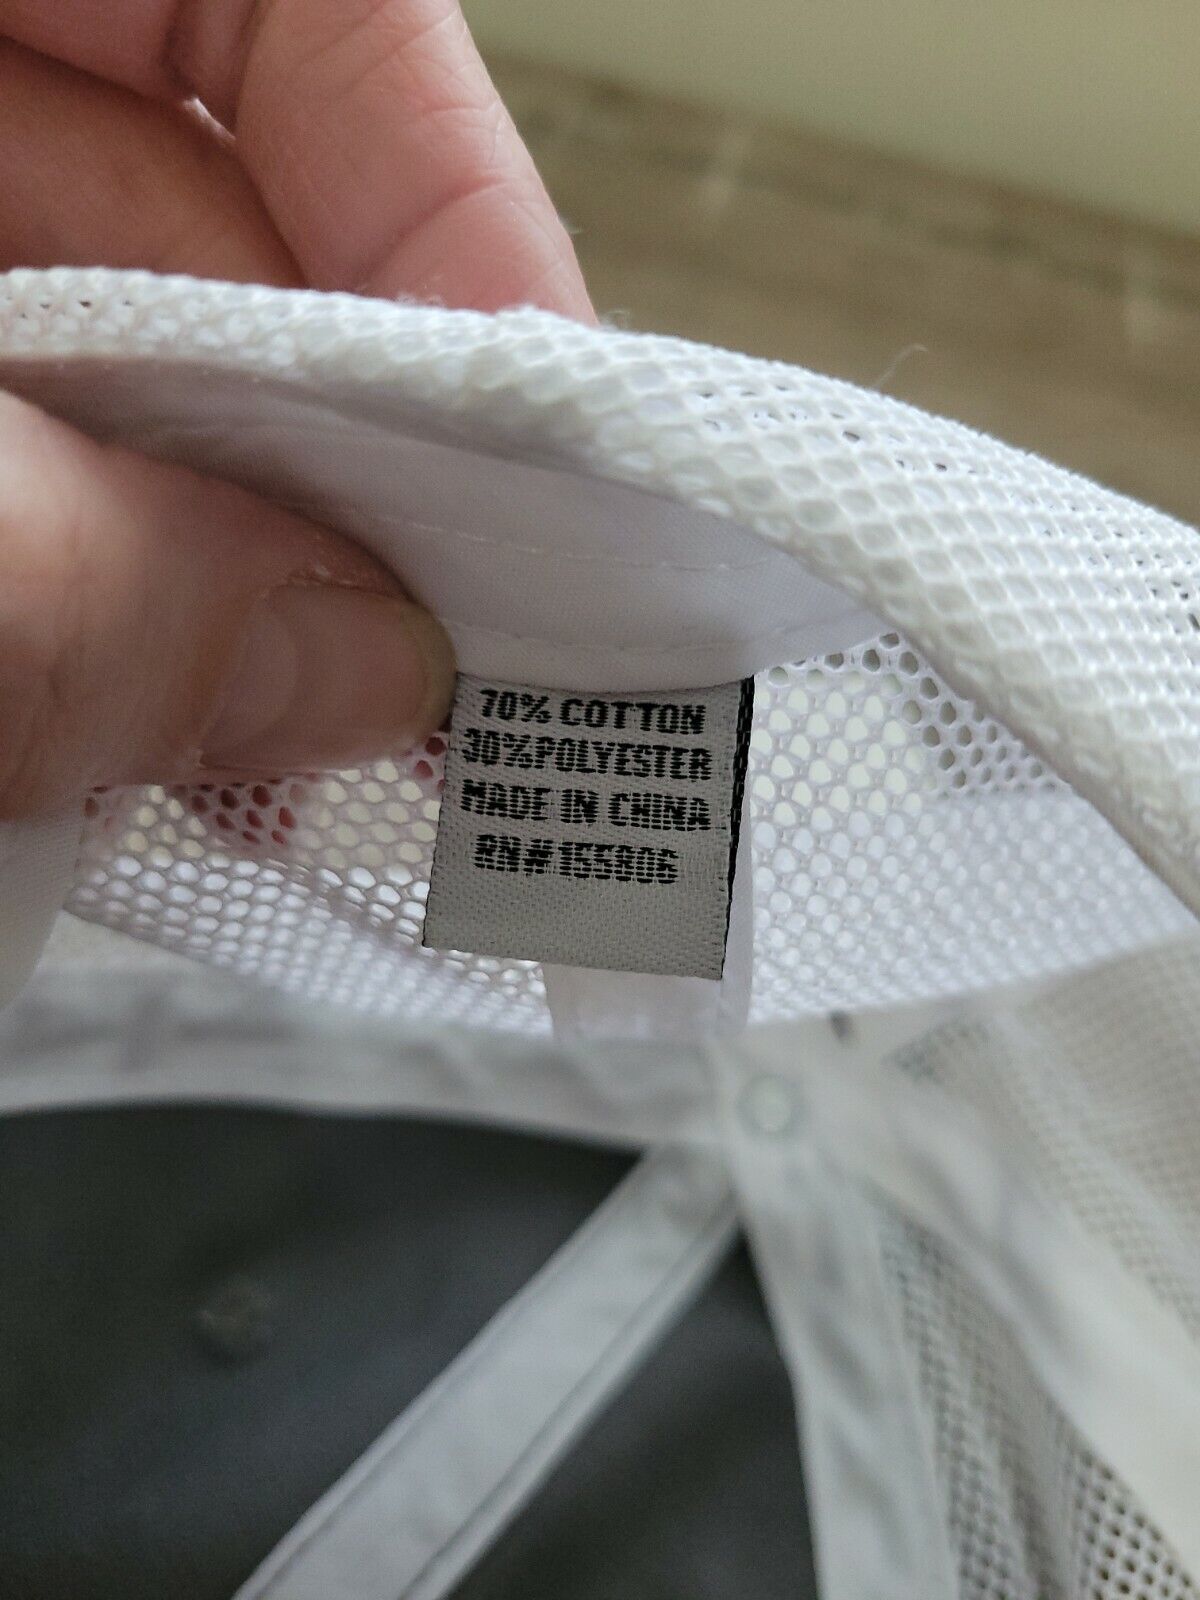 70% COTTON
30%POLYESTER
MADE IN CHINA
RN#155806